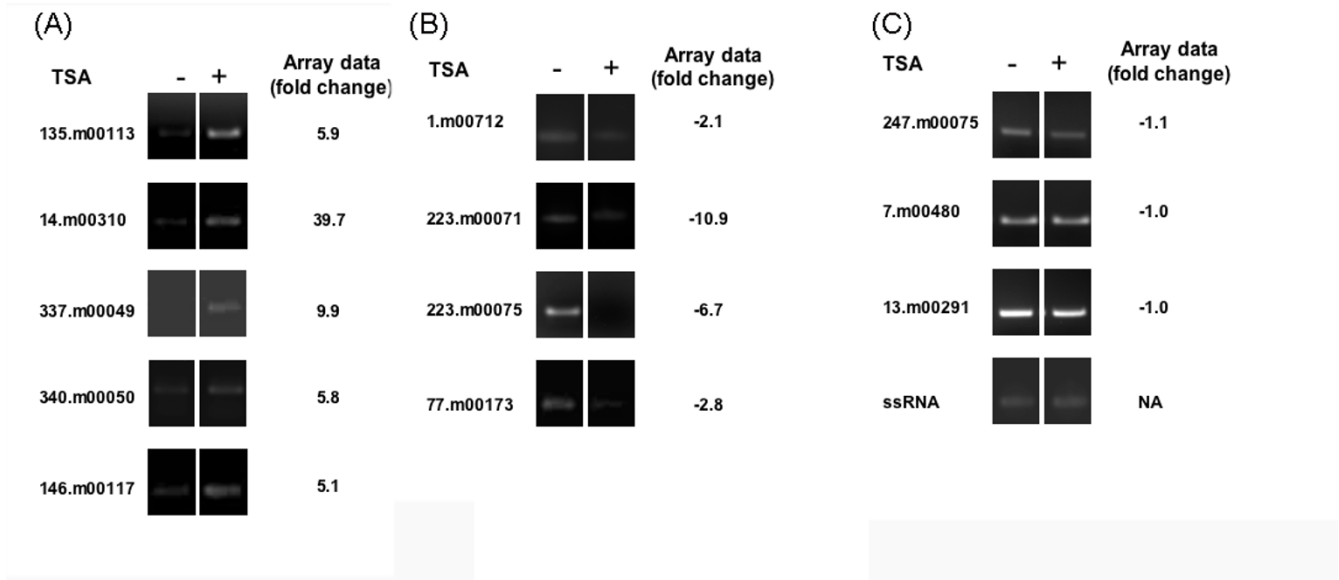 (A)
TSA - + Array data
(fold change)
135.m00113 5.9
14.m00310 39.7
337.m00049 9.9
340.m00050 5.8
146.m00117 5.1
(B)
TSA - + Array data
(fold change)
1.m00712 -2.1
223.m00071 -10.9
223.m00075 -6.7
77.m00173 -2.8
(C)
TSA - + Array data
(fold change)
247.m00075 -1.1
7.m00480 -1.0
13.m00291 -1.0
ssRNA NA